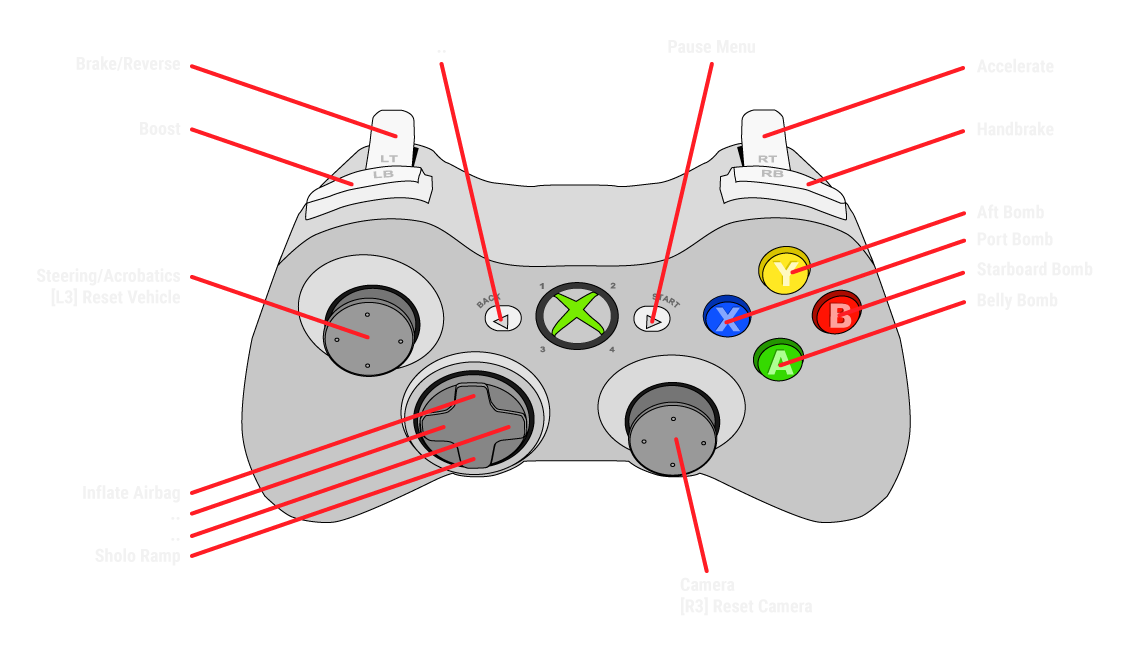 ..
Pause Menu
Brake/Reverse
Accelerate
Boost
Handbrake
LT
RT
LB
RB
Aft Bomb
Port Bomb
Starboard Bomb
Belly Bomb
Steering/Acrobatics
[L3] Reset Vehicle
BACK
1
2
START
3
4
Y
X
B
A
Inflate Airbag
..
..
Sholo Ramp
Camera
[R3] Reset Camera